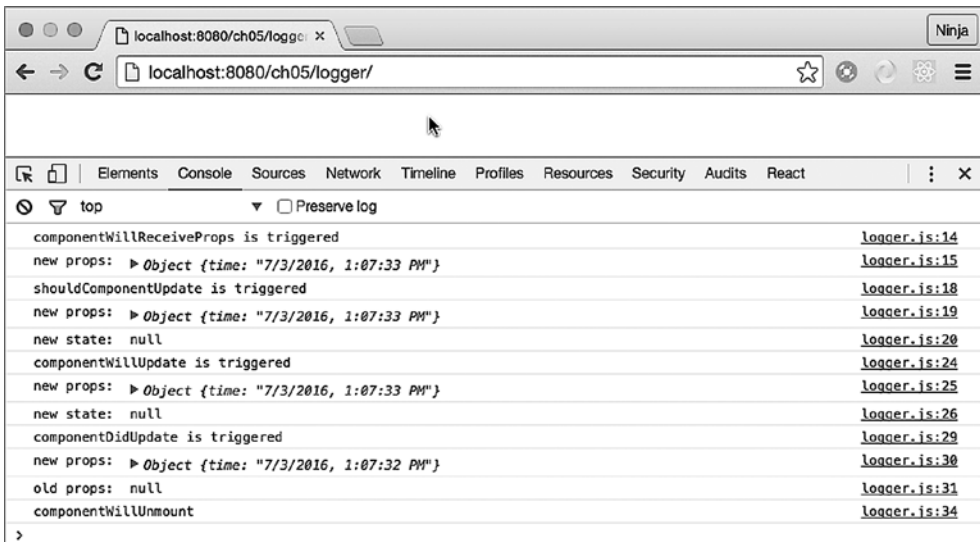 localhost:8080/ch05/logge
Ninja
localhost:8080/ch05/logger/
Elements Console Sources Network Timeline Profiles Resources Security Audits React
top Preserve log
componentWillReceiveProps is triggered logger.js:14
new props: Object {time: "7/3/2016, 1:07:33 PM"} logger.js:15
shouldComponentUpdate is triggered logger.js:18
new props: Object {time: "7/3/2016, 1:07:33 PM"} logger.js:19
new state: null logger.js:20
componentWillUpdate is triggered logger.js:24
new props: Object {time: "7/3/2016, 1:07:33 PM"} logger.js:25
new state: null logger.js:26
componentDidUpdate is triggered logger.js:29
new props: Object {time: "7/3/2016, 1:07:32 PM"} logger.js:30
old props: null logger.js:31
componentWillUnmount logger.js:34